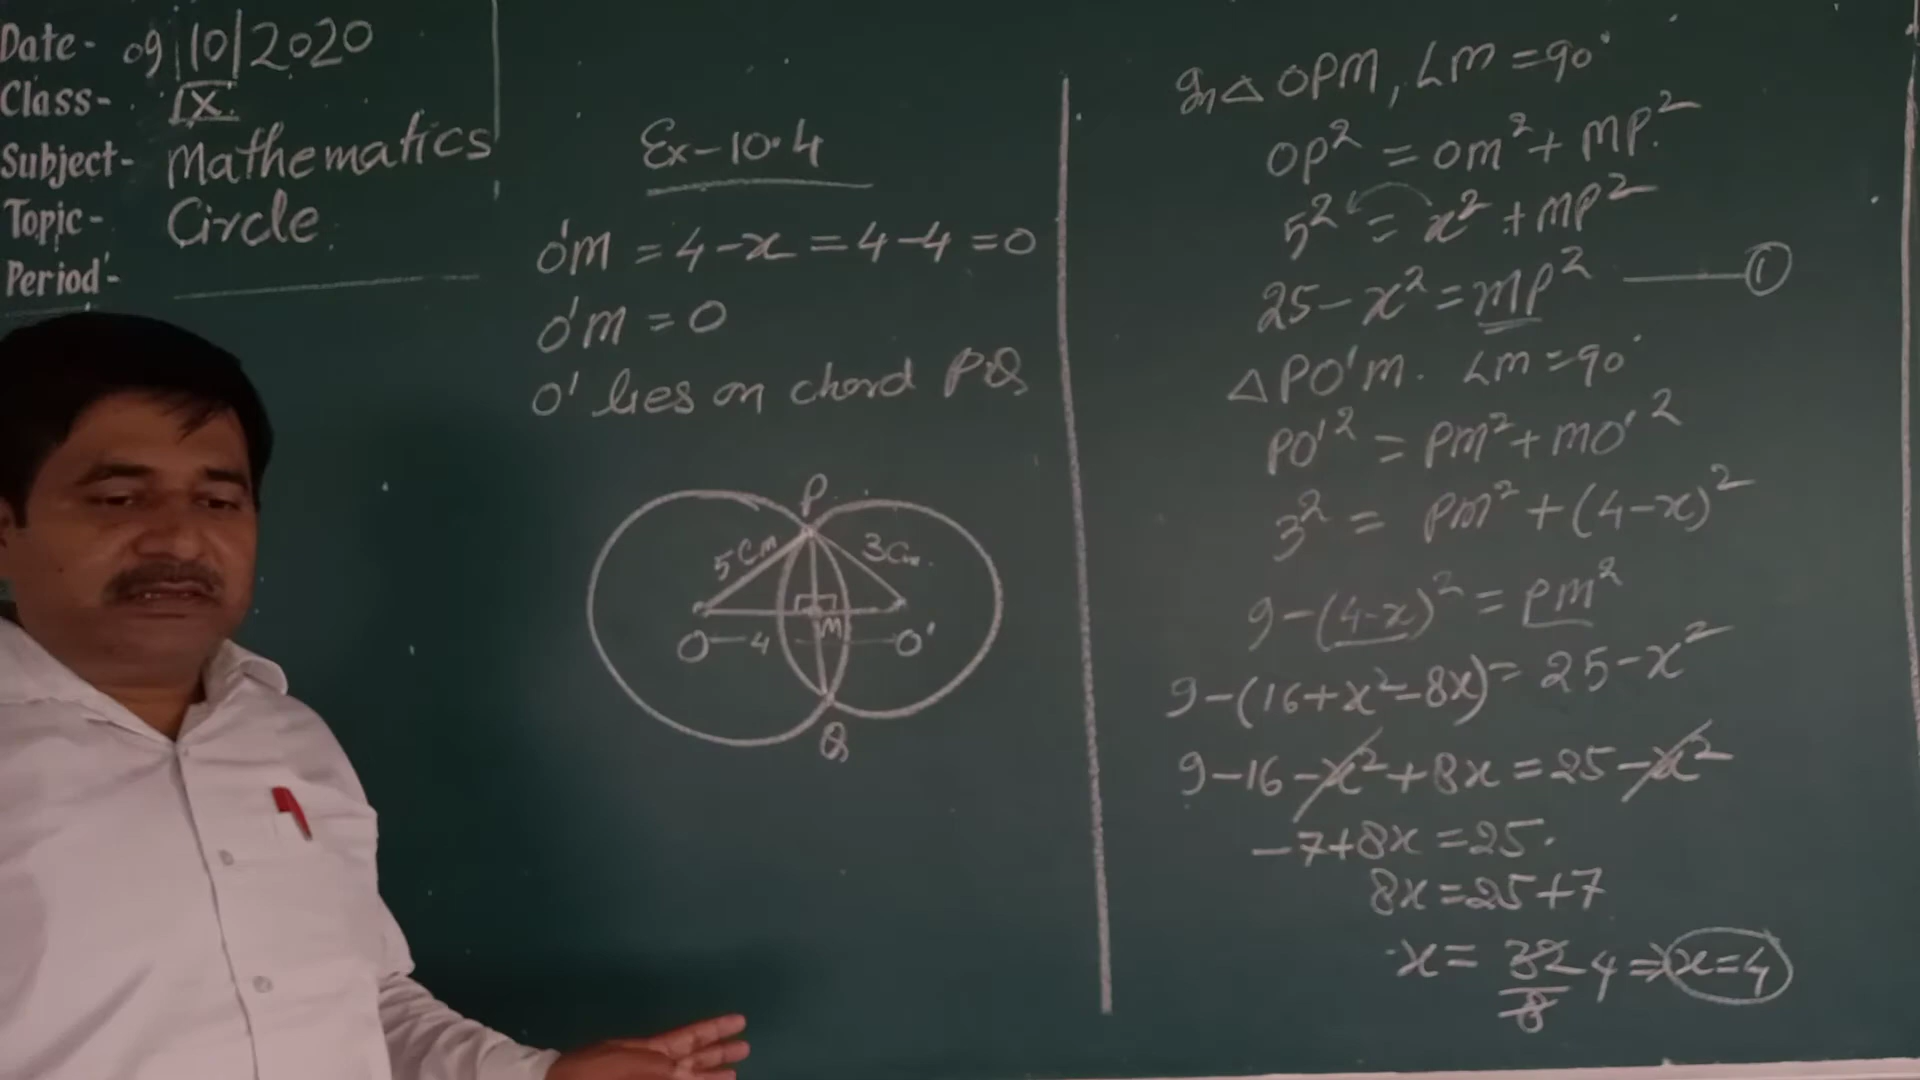 Date- 09|10|2020
Class- IX
Subject- Mathematics
Topic- Circle
Period-
Ex-10.4
O'm = 4-x = 4-4 = 0
O'm = 0
O' lies on chord PQ
P
5cm 3cm.
m
O-4 O'
Q
In △ OPM, ∠m = 90°
OP² = om² + MP²
5² = x² + MP²
25-x² = MP² — ①
△ PO'm. ∠m = 90°
PO'² = pm² + mo'²
3² = pm² + (4-x)²
9-(4-x)² = pm²
9-(16+x²-8x) = 25-x²
9-16-x²+8x = 25-x²
-7+8x = 25.
8x = 25+7
x = 32/8 4 ⇒ x=4